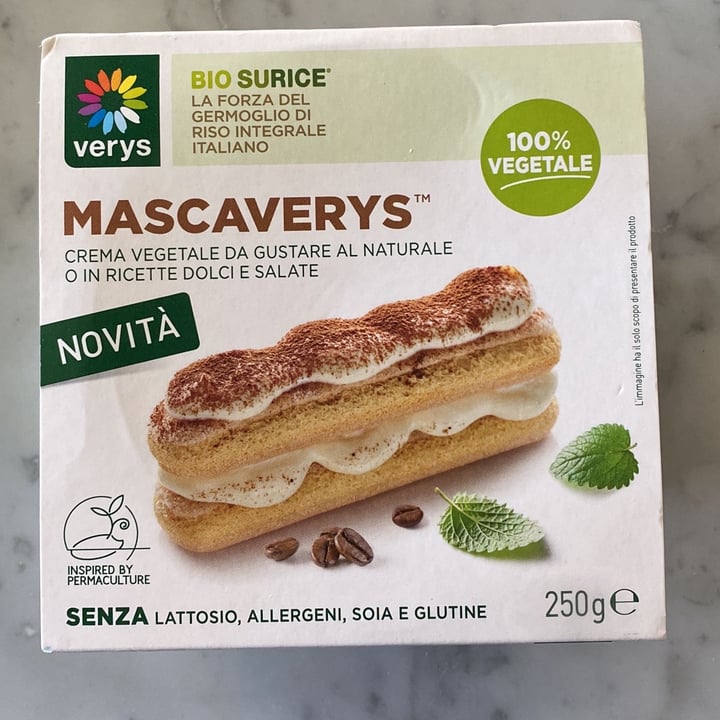 verys
BIO SURICE®
LA FORZA DEL
GERMOGLIO DI
RISO INTEGRALE
ITALIANO
100%
VEGETALE
MASCAVERYS™
CREMA VEGETALE DA GUSTARE AL NATURALE
O IN RICETTE DOLCI E SALATE
NOVITÀ
L'immagine ha il solo scopo di presentare il prodotto
INSPIRED BY
PERMACULTURE
SENZA LATTOSIO, ALLERGENI, SOIA E GLUTINE
250g℮